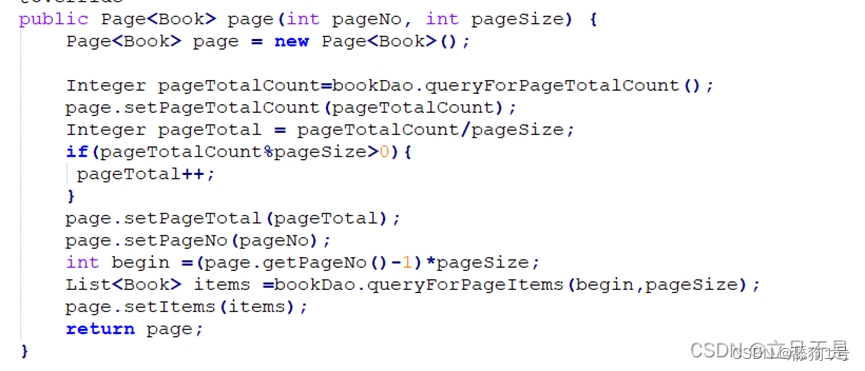 public Page<Book> page(int pageNo, int pageSize) {
Page<Book> page = new Page<Book>();
Integer pageTotalCount=bookDao.queryForPageTotalCount();
page.setPageTotalCount(pageTotalCount);
Integer pageTotal = pageTotalCount/pageSize;
if(pageTotalCount%pageSize>0){
pageTotal++;
}
page.setPageTotal(pageTotal);
page.setPageNo(pageNo);
int begin =(page.getPageNo()-1)*pageSize;
List<Book> items =bookDao.queryForPageItems(begin,pageSize);
page.setItems(items);
return page;
}
CSDN
CSDN